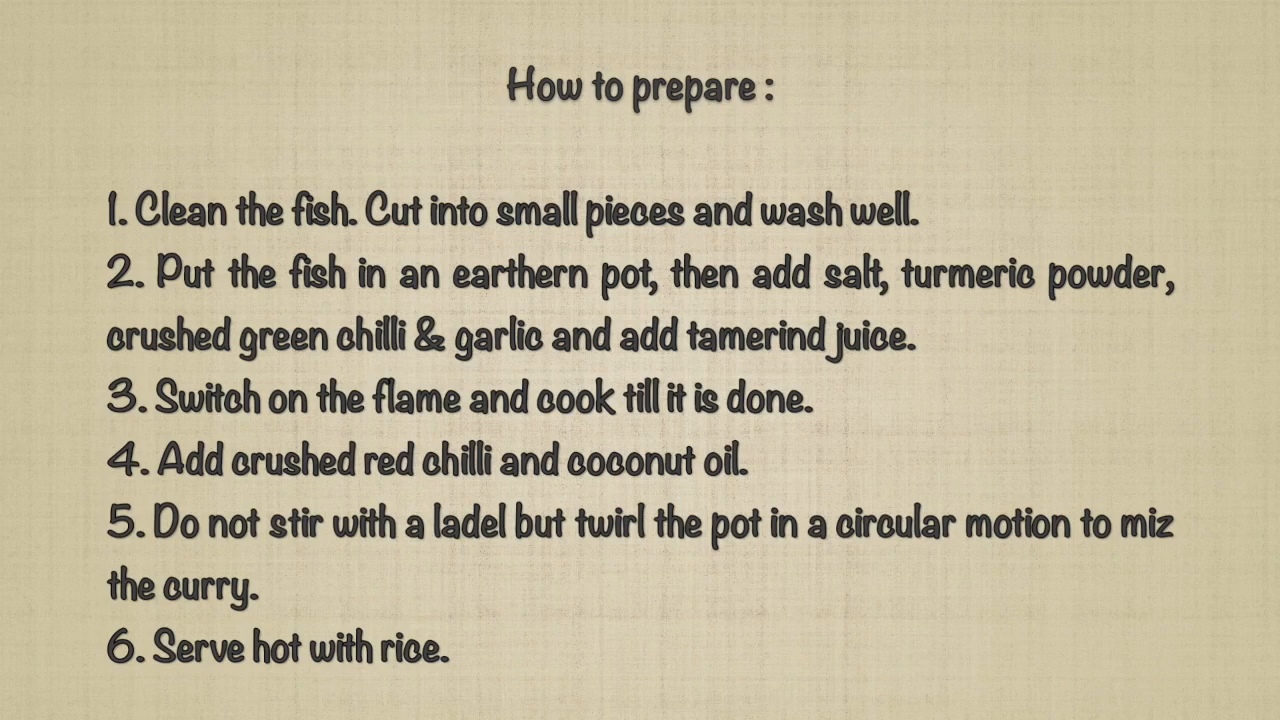 How to prepare :
1. Clean the fish. Cut into small pieces and wash well.
2. Put the fish in an earthern pot, then add salt, turmeric powder,
crushed green chilli & garlic and add tamerind juice.
3. Switch on the flame and cook till it is done.
4. Add crushed red chilli and coconut oil.
5. Do not stir with a ladel but twirl the pot in a circular motion to miz
the curry.
6. Serve hot with rice.